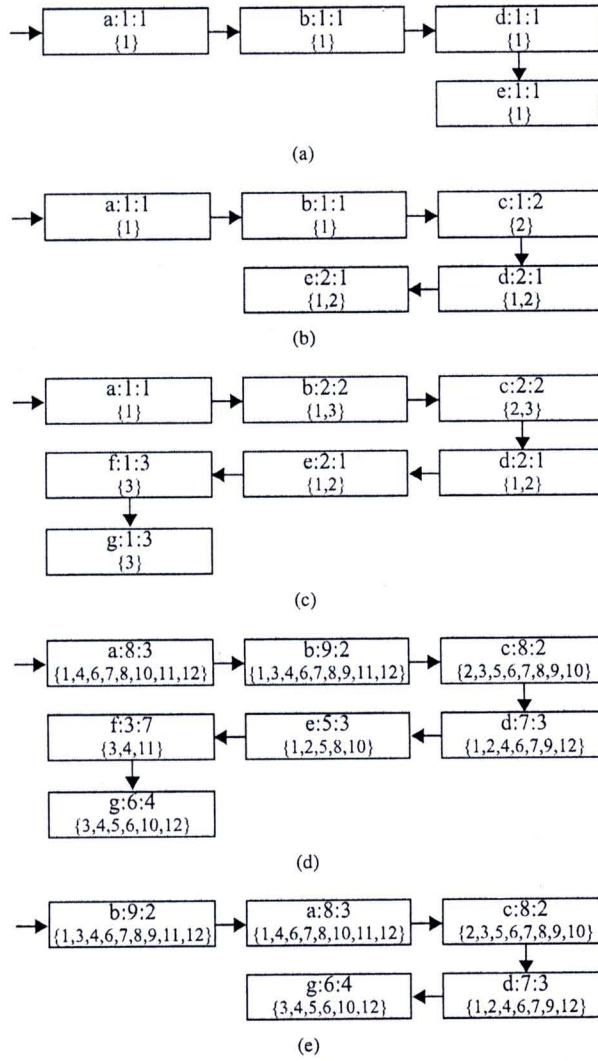 a:1:1
{1}
b:1:1
{1}
d:1:1
{1}
e:1:1
{1}
(a)
a:1:1
{1}
b:1:1
{1}
c:1:2
{2}
e:2:1
{1,2}
d:2:1
{1,2}
(b)
a:1:1
{1}
b:2:2
{1,3}
c:2:2
{2,3}
f:1:3
{3}
e:2:1
{1,2}
d:2:1
{1,2}
g:1:3
{3}
(c)
a:8:3
{1,4,6,7,8,10,11,12}
b:9:2
{1,3,4,6,7,8,9,11,12}
c:8:2
{2,3,5,6,7,8,9,10}
f:3:7
{3,4,11}
e:5:3
{1,2,5,8,10}
d:7:3
{1,2,4,6,7,9,12}
g:6:4
{3,4,5,6,10,12}
(d)
b:9:2
{1,3,4,6,7,8,9,11,12}
a:8:3
{1,4,6,7,8,10,11,12}
c:8:2
{2,3,5,6,7,8,9,10}
g:6:4
{3,4,5,6,10,12}
d:7:3
{1,2,4,6,7,9,12}
(e)